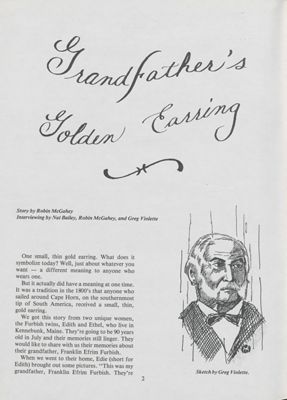 Grandfather's
Golden Earring
Story by Robin McGahey
Interviewing by Nat Bailey, Robin McGahey, and Greg Violette
One small, thin gold earring. What does it
symbolize today? Well, just about whatever you
want — a different meaning to anyone who
wears one.
But it actually did have a meaning at one time.
It was a tradition in the 1800's that anyone who
sailed around Cape Horn, on the southernmost
tip of South America, received a small, thin,
gold earring.
We got this story from two unique women,
the Furbish twins, Edith and Ethel, who live in
Kennebunk, Maine. They're going to be 90 years
old in July and their memories still linger. They
would like to share with us their memories about
their grandfather, Franklin Efrim Furbish.
When we went to their home, Edie (short for
Edith) brought out some pictures. "This was my
grandfather, Franklin Efrim Furbish. They're
Sketch by Greg Violette.
2